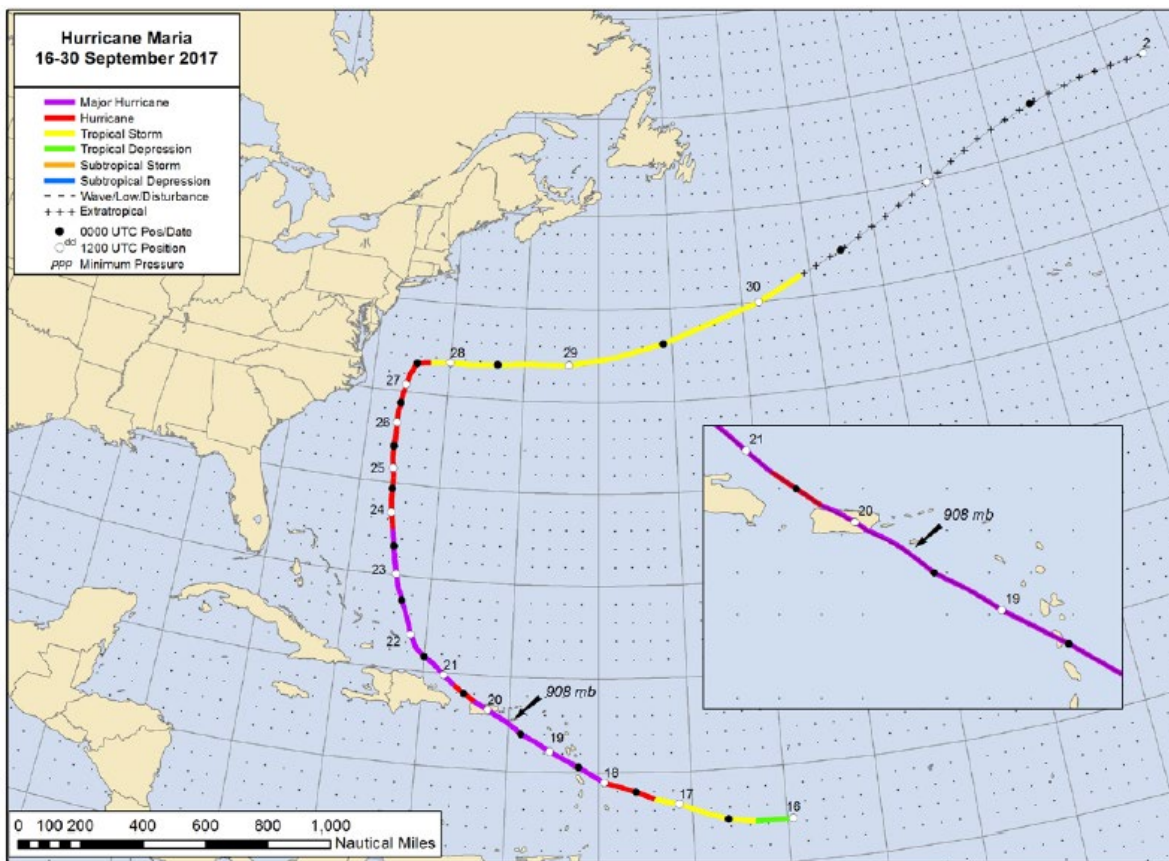 Hurricane Maria
16-30 September 2017
Major Hurricane
Hurricane
Tropical Storm
Tropical Depression
Subtropical Storm
Subtropical Depression
Wave/Low/Disturbance
+++ Extratropical
0000 UTC Pos/Date
dd 1200 UTC Position
ppp Minimum Pressure
2
1
30
28
29
27
26
25
24
23
22
21
20
908 mb
19
18
17
16
21
20
908 mb
19
0 100 200 400 600 800 1,000
Nautical Miles